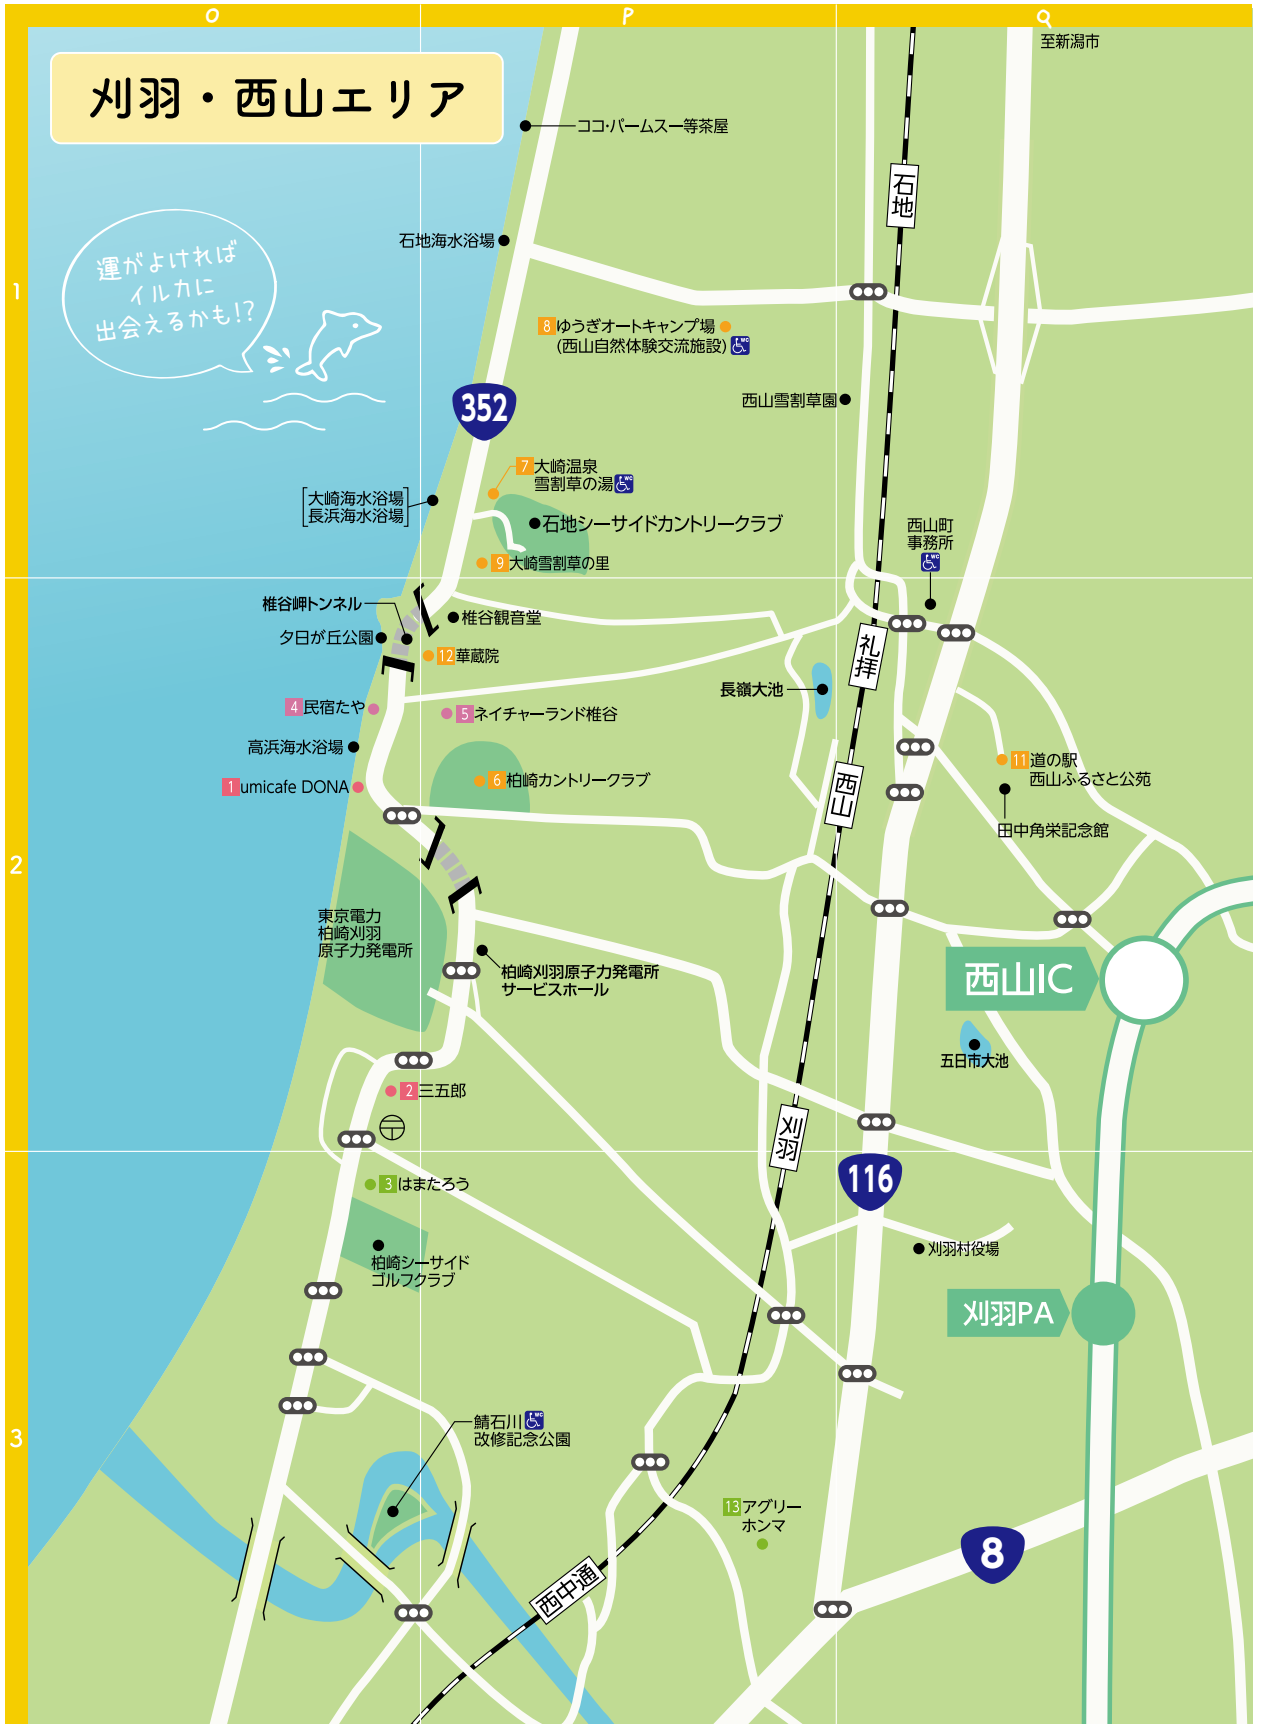 O
P
Q
至新潟市
刈羽・西山エリア
ココ・パームス一等茶屋
石地
石地海水浴場
運がよければ
イルカに
出会えるかも!?
1
8 ゆうぎオートキャンプ場
(西山自然体験交流施設) WC
352
西山雪割草園
7 大崎温泉
雪割草の湯 WC
大崎海水浴場
長浜海水浴場
石地シーサイドカントリークラブ
西山町
事務所
WC
9 大崎雪割草の里
椎谷岬トンネル
椎谷観音堂
夕日が丘公園
12 華蔵院
礼拝
長嶺大池
4 民宿たや
5 ネイチャーランド椎谷
高浜海水浴場
11 道の駅
西山ふるさと公苑
1 umicafe DONA
6 柏崎カントリークラブ
西山
田中角栄記念館
2
東京電力
柏崎刈羽
原子力発電所
柏崎刈羽原子力発電所
サービスホール
西山IC
五日市大池
2 三五郎
〒
刈羽
116
3 はまたろう
柏崎シーサイド
ゴルフクラブ
刈羽村役場
刈羽PA
3
鯖石川 WC
改修記念公園
13 アグリー
ホンマ
8
西中通